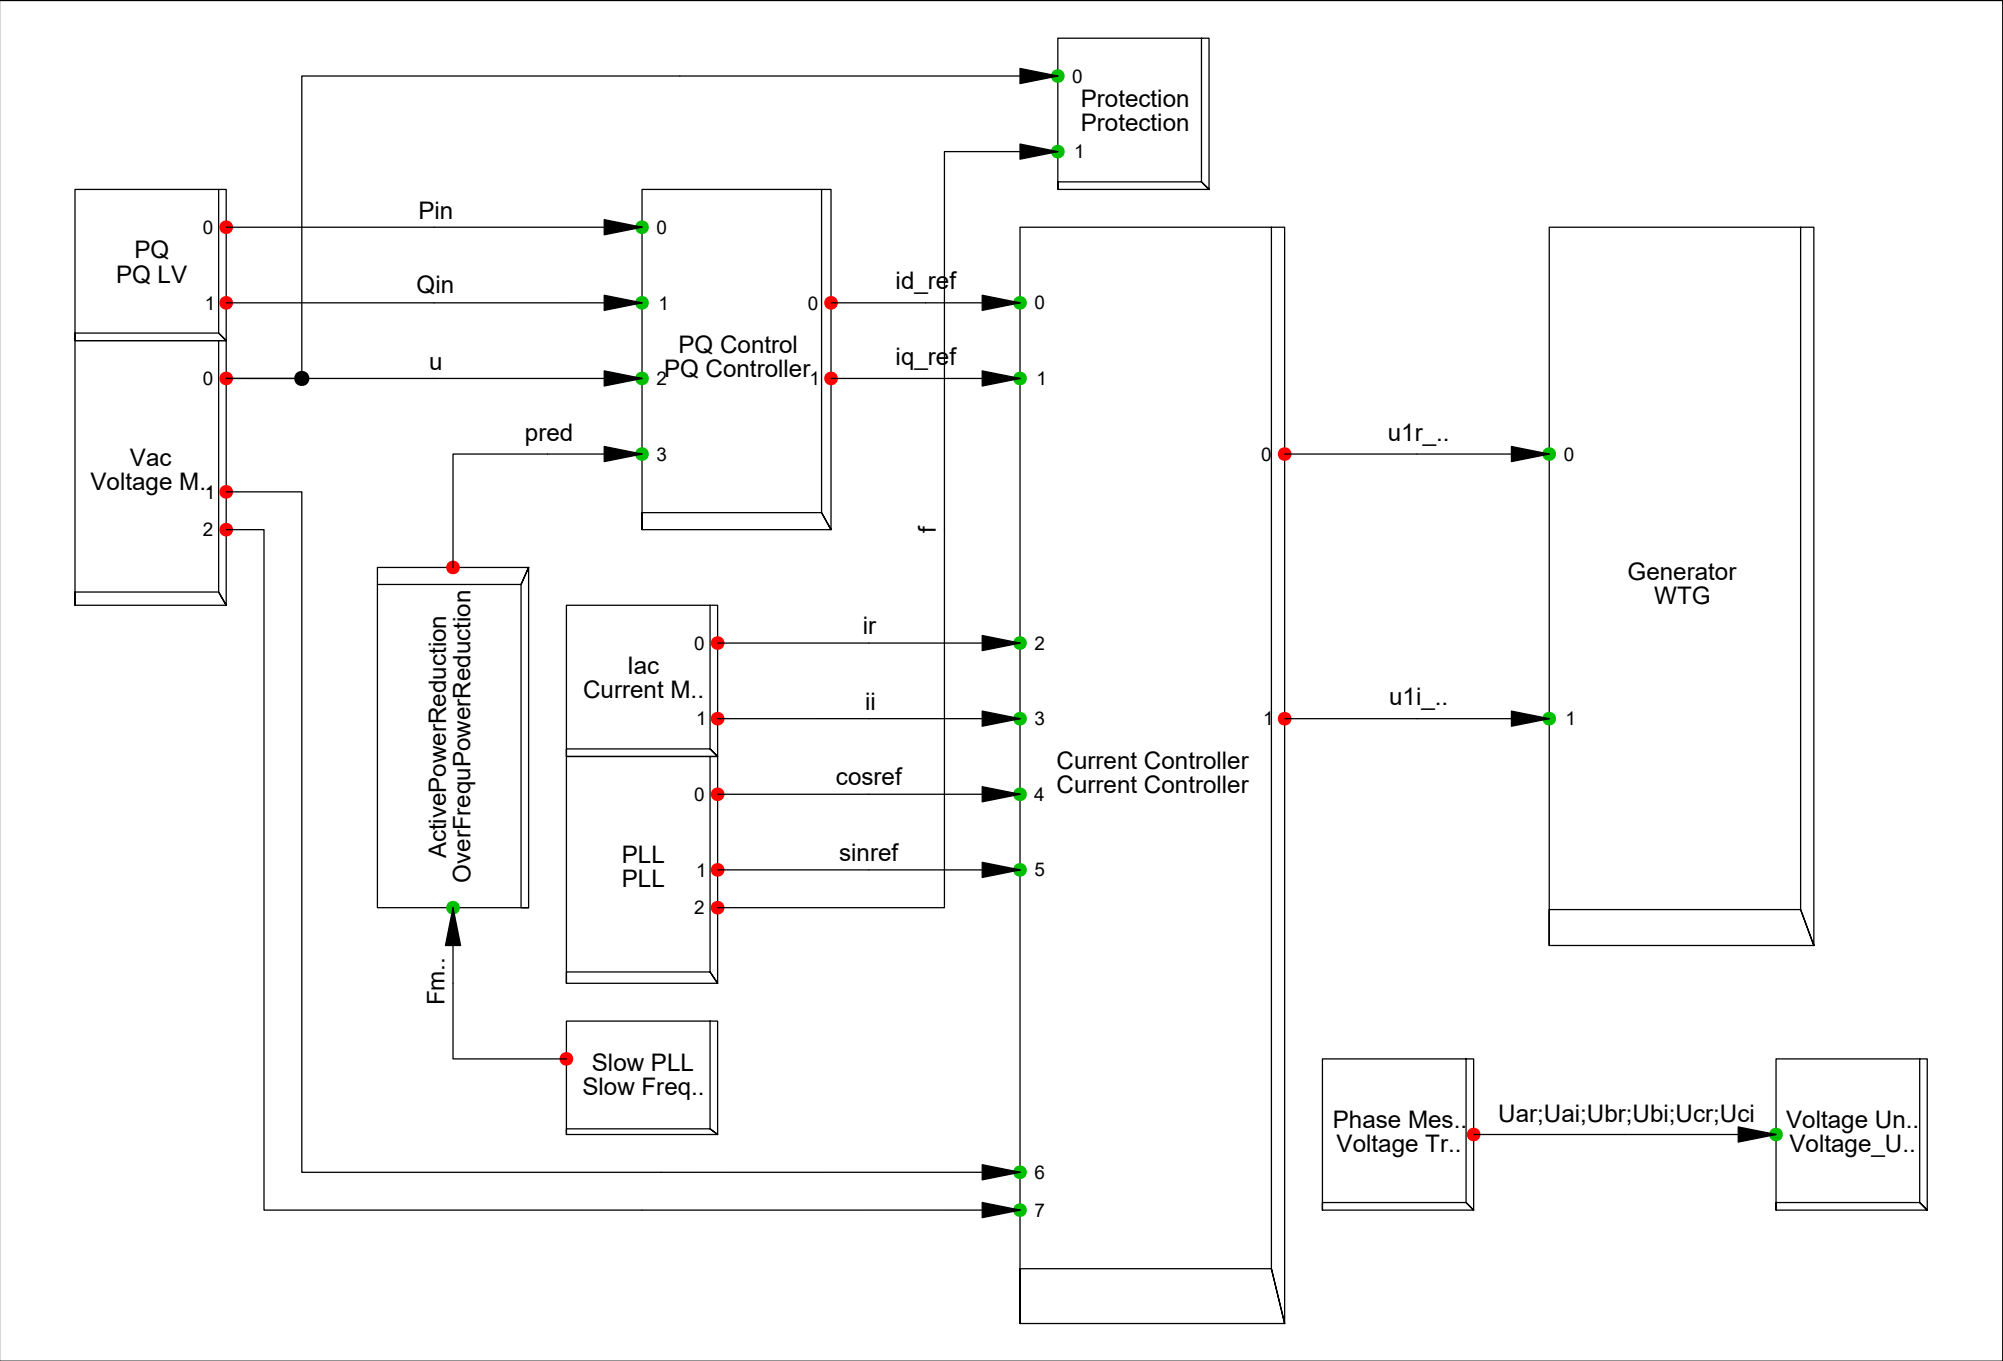 0
Protection
Protection
1
0
PQ
PQ LV
1
Pin
Qin
u
pred
0
Vac
Voltage M..
1
2
0
1
2
3
PQ Control
PQ Controller
0
1
id_ref
iq_ref
f
ActivePowerReduction
OverFrequPowerReduction
Fm..
0
Iac
Current M..
1
ir
ii
0
PLL
PLL
1
2
cosref
sinref
Slow PLL
Slow Freq..
0
1
2
3
4
5
6
7
Current Controller
Current Controller
0
1
u1r_..
u1i_..
0
1
Generator
WTG
Phase Mes..
Voltage Tr..
Uar;Uai;Ubr;Ubi;Ucr;Uci
Voltage Un..
Voltage_U..